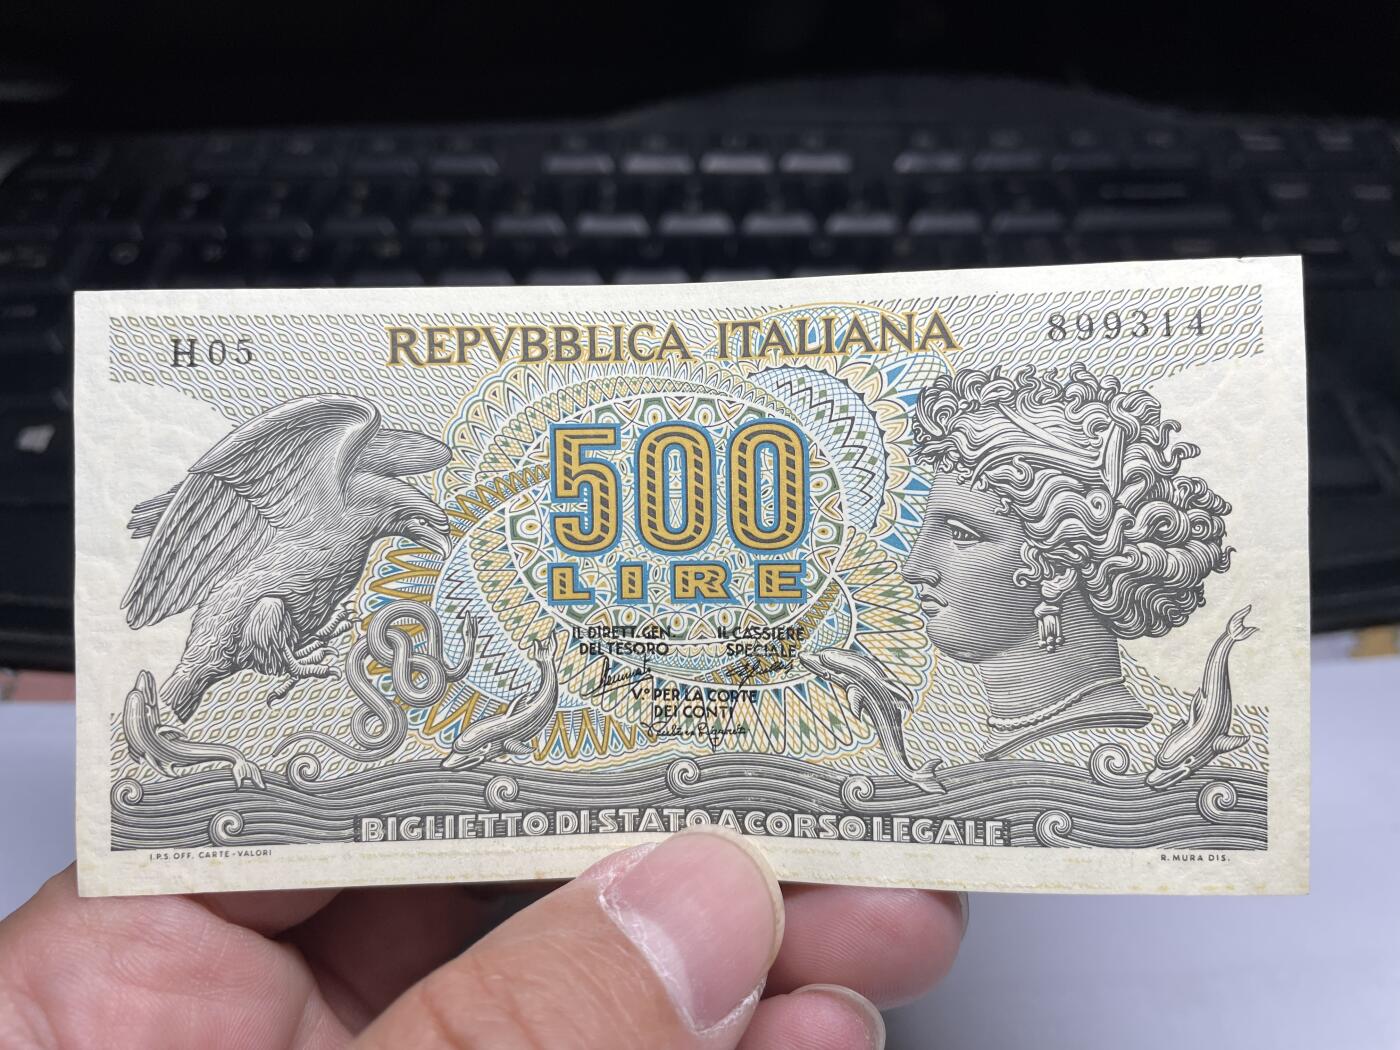 REPVBBLICA ITALIANA
H05
899314
500
LIRE
IL DIRETT. GEN.
DEL TESORO
IL CASSIERE
SPECIALE
V° PER LA CORTE
DEI CONTI
BIGLIETTO DI STATO A CORSO LEGALE
I.P.S. OFF. CARTE-VALORI
R. MURA DIS.